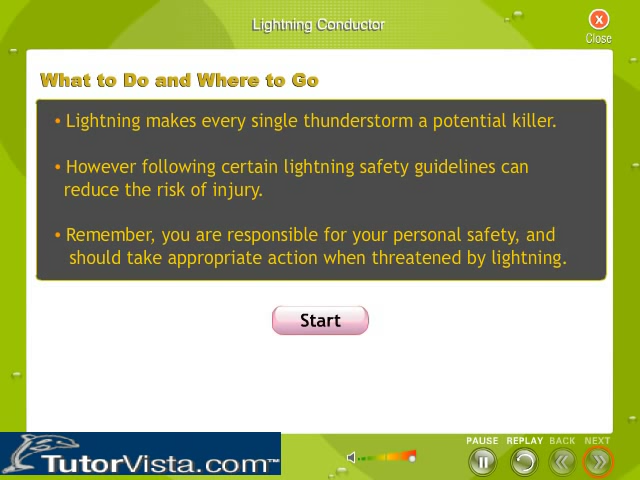 Lightning Conductor
Close
What to Do and Where to Go
• Lightning makes every single thunderstorm a potential killer.
• However following certain lightning safety guidelines can
reduce the risk of injury.
• Remember, you are responsible for your personal safety, and
should take appropriate action when threatened by lightning.
Start
PAUSE REPLAY BACK NEXT
TutorVista.com™